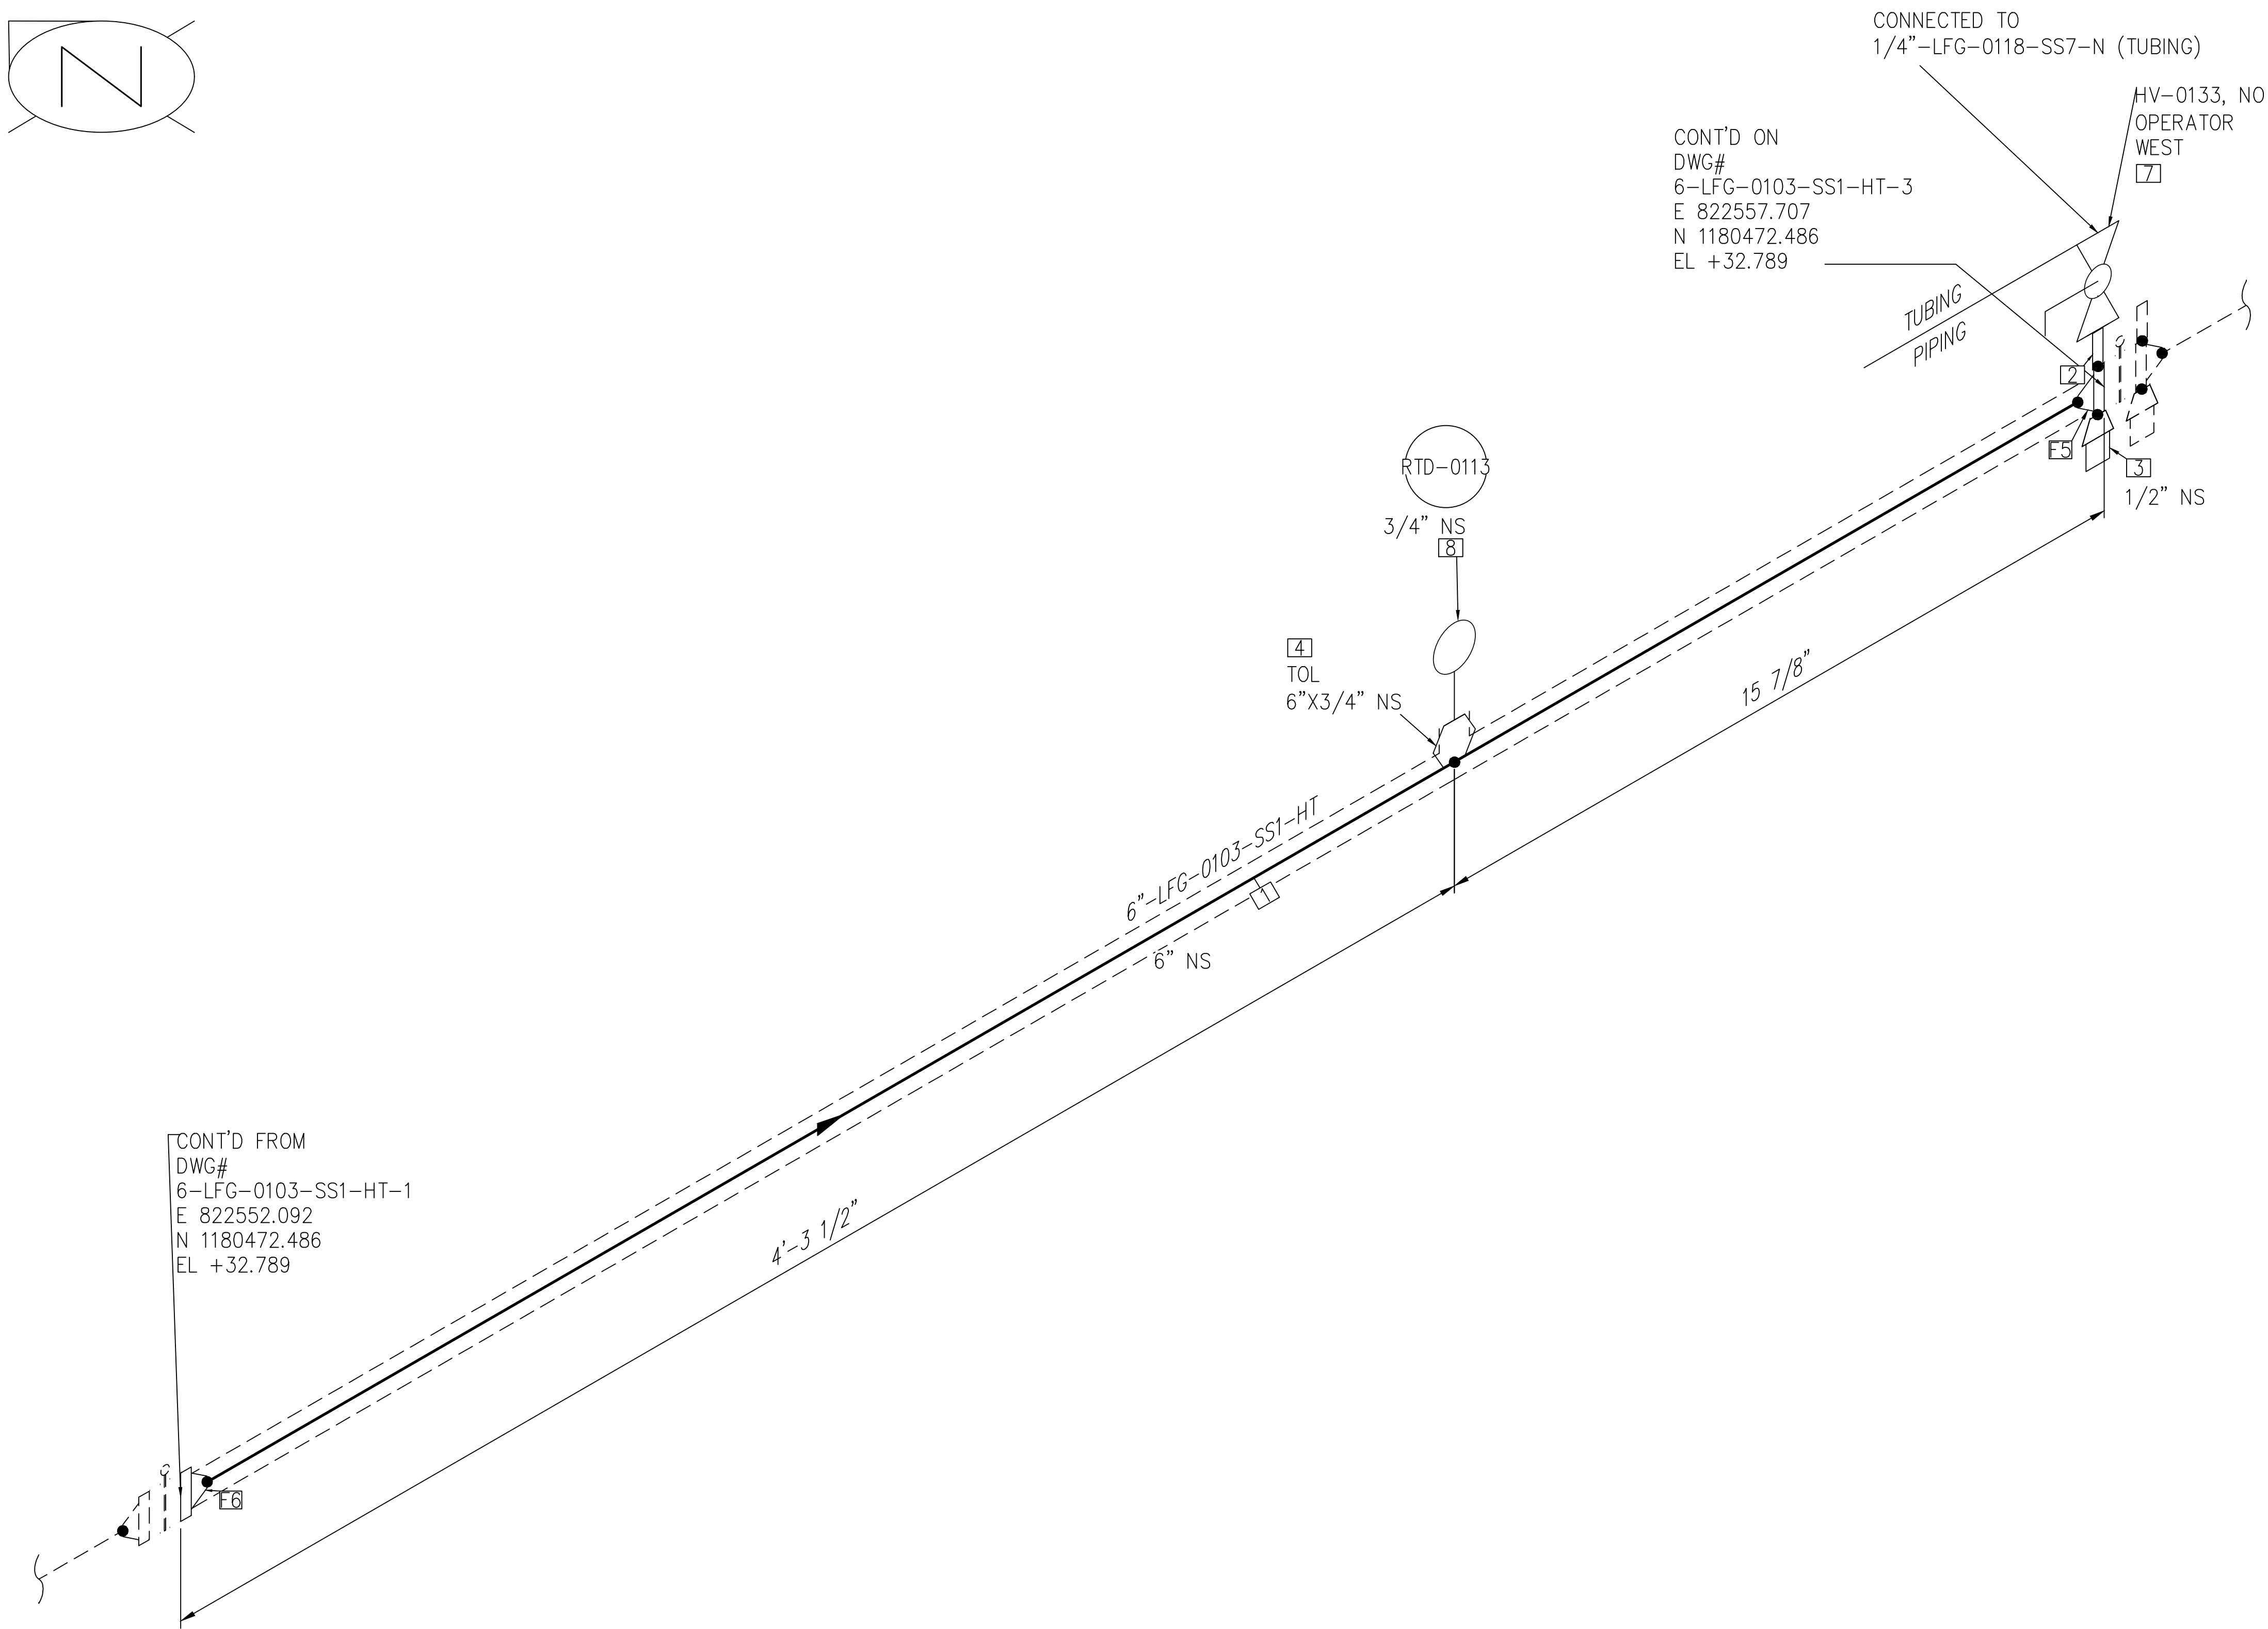 N
CONNECTED TO
1/4"-LFG-0118-SS7-N (TUBING)
HV-0133, NO
OPERATOR
WEST
7
CONT'D ON
DWG#
6-LFG-0103-SS1-HT-3
E 822557.707
N 1180472.486
EL +32.789
TUBING
PIPING
2
F5
3
1/2" NS
RTD-0113
3/4" NS
8
4
TOL
6"X3/4" NS
15 7/8"
6"-LFG-0103-SS1-HT
1
6" NS
4'-3 1/2"
CONT'D FROM
DWG#
6-LFG-0103-SS1-HT-1
E 822552.092
N 1180472.486
EL +32.789
F6